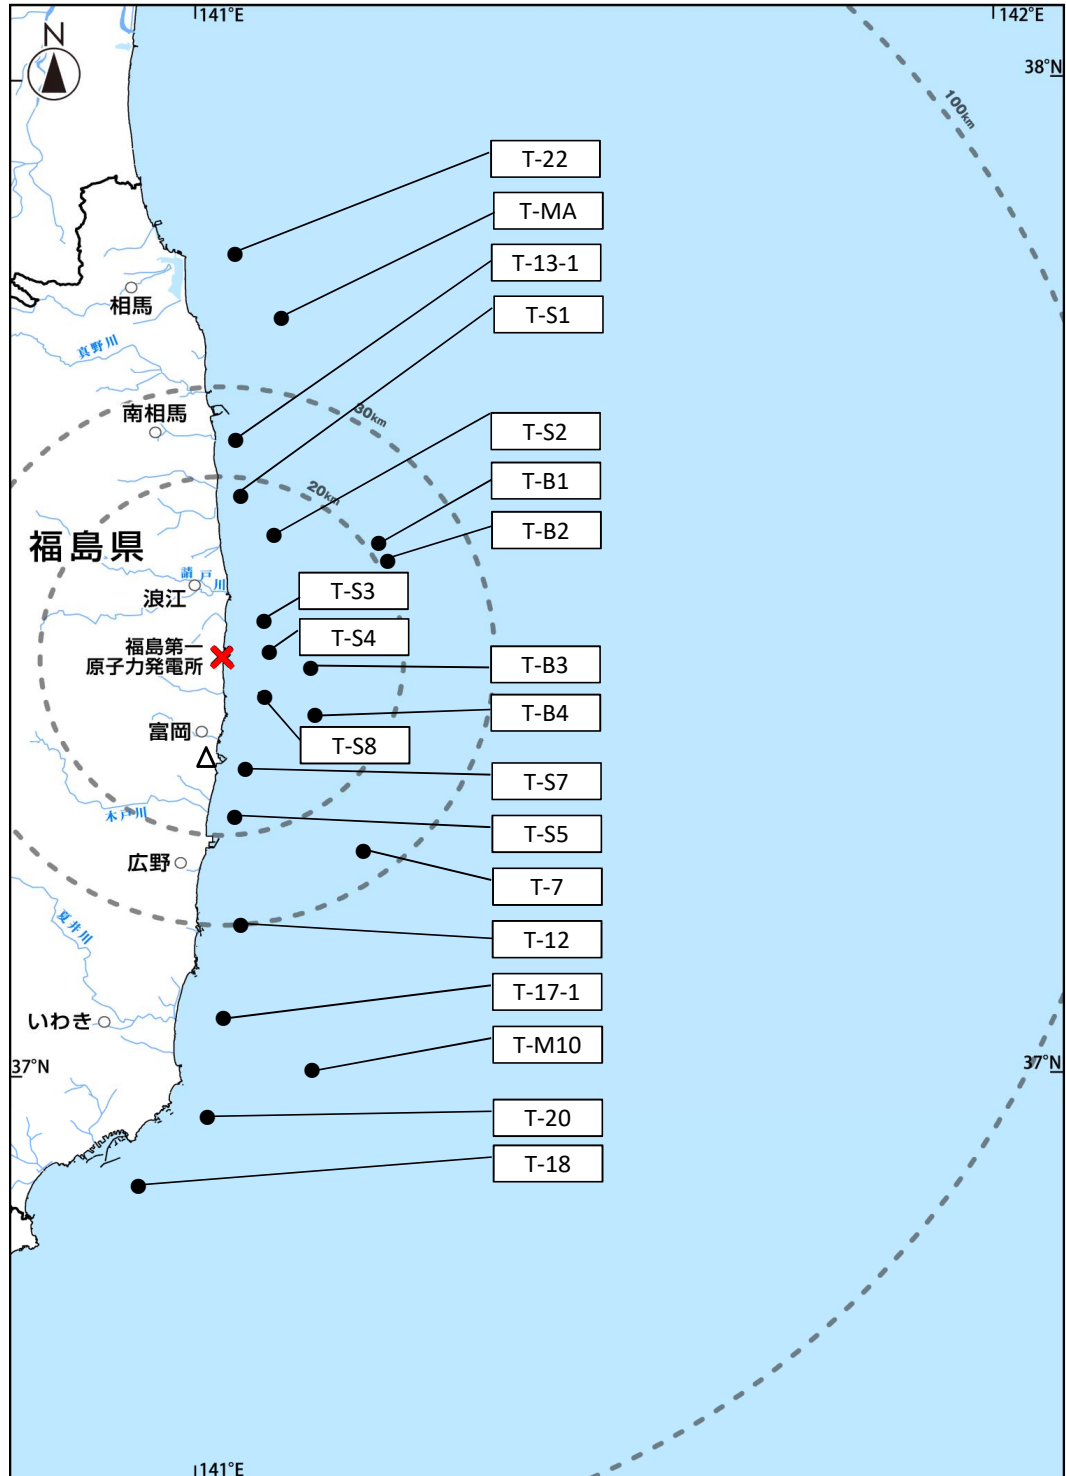 141°E
142°E
N
38°N
100km
T-22
T-MA
T-13-1
相馬
T-S1
真野川
30km
南相馬
T-S2
T-B1
20km
T-B2
福島県
請戸川
浪江
T-S3
T-S4
福島第一
原子力発電所
T-B3
T-B4
富岡
T-S8
T-S7
木戸川
T-S5
広野
T-7
夏井川
T-12
T-17-1
いわき
T-M10
37°N
37°N
T-20
T-18
141°E